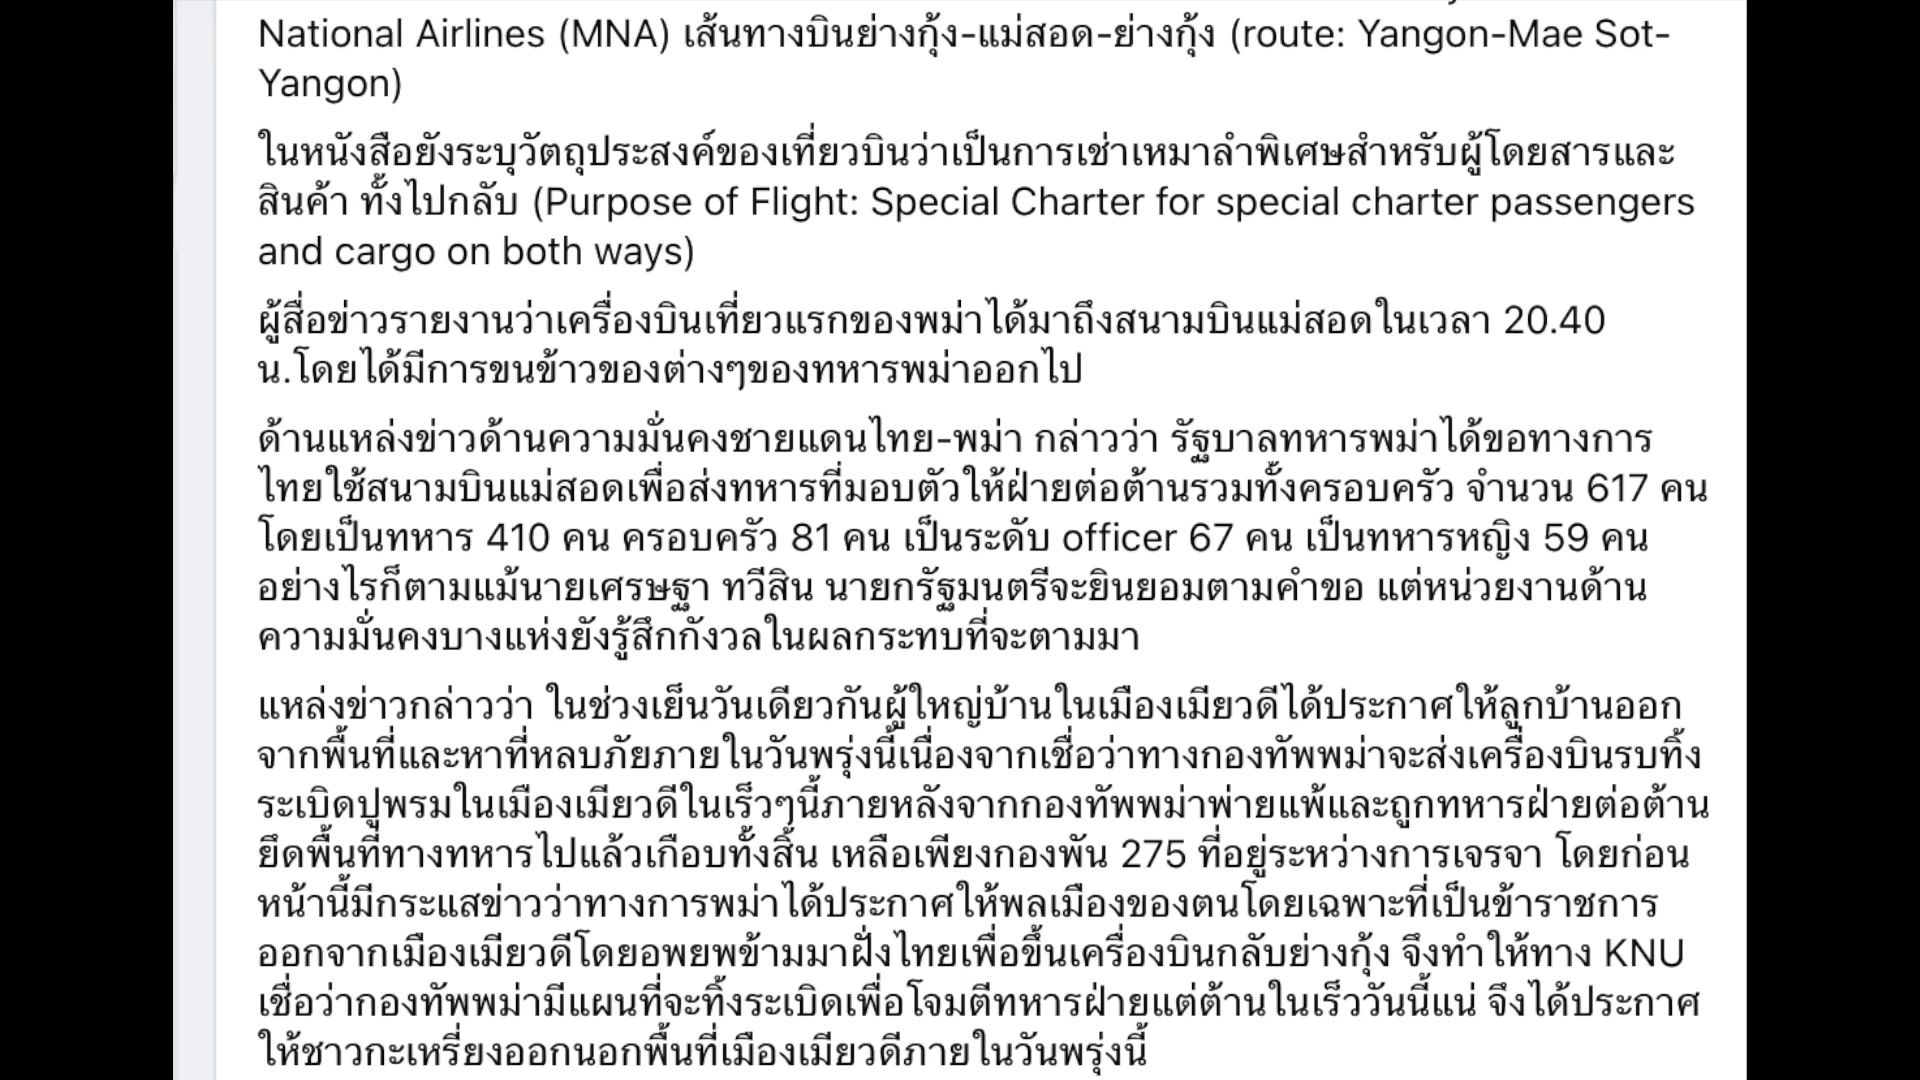 National Airlines (MNA) เส้นทางบินย่างกุ้ง-แม่สอด-ย่างกุ้ง (route: Yangon-Mae Sot-
Yangon)
ในหนังสือยังระบุวัตถุประสงค์ของเที่ยวบินว่าเป็นการเช่าเหมาลำพิเศษสำหรับผู้โดยสารและ
สินค้า ทั้งไปกลับ (Purpose of Flight: Special Charter for special charter passengers
and cargo on both ways)
ผู้สื่อข่าวรายงานว่าเครื่องบินเที่ยวแรกของพม่าได้มาถึงสนามบินแม่สอดในเวลา 20.40
น.โดยได้มีการขนข้าวของต่างๆของทหารพม่าออกไป
ด้านแหล่งข่าวด้านความมั่นคงชายแดนไทย-พม่า กล่าวว่า รัฐบาลทหารพม่าได้ขอทางการ
ไทยใช้สนามบินแม่สอดเพื่อส่งทหารที่มอบตัวให้ฝ่ายต่อต้านรวมทั้งครอบครัว จำนวน 617 คน
โดยเป็นทหาร 410 คน ครอบครัว 81 คน เป็นระดับ officer 67 คน เป็นทหารหญิง 59 คน
อย่างไรก็ตามแม้นายเศรษฐา ทวีสิน นายกรัฐมนตรีจะยินยอมตามคำขอ แต่หน่วยงานด้าน
ความมั่นคงบางแห่งยังรู้สึกกังวลในผลกระทบที่จะตามมา
แหล่งข่าวกล่าวว่า ในช่วงเย็นวันเดียวกันผู้ใหญ่บ้านในเมืองเมียวดีได้ประกาศให้ลูกบ้านออก
จากพื้นที่และหาที่หลบภัยภายในวันพรุ่งนี้เนื่องจากเชื่อว่าทางกองทัพพม่าจะส่งเครื่องบินรบทิ้ง
ระเบิดปูพรมในเมืองเมียวดีในเร็วๆนี้ภายหลังจากกองทัพพม่าพ่ายแพ้และถูกทหารฝ่ายต่อต้าน
ยึดพื้นที่ทางทหารไปแล้วเกือบทั้งสิ้น เหลือเพียงกองพัน 275 ที่อยู่ระหว่างการเจรจา โดยก่อน
หน้านี้มีกระแสข่าวว่าทางการพม่าได้ประกาศให้พลเมืองของตนโดยเฉพาะที่เป็นข้าราชการ
ออกจากเมืองเมียวดีโดยอพยพข้ามมาฝั่งไทยเพื่อขึ้นเครื่องบินกลับย่างกุ้ง จึงทำให้ทาง KNU
เชื่อว่ากองทัพพม่ามีแผนที่จะทิ้งระเบิดเพื่อโจมตีทหารฝ่ายแต่ต้านในเร็ววันนี้แน่ จึงได้ประกาศ
ให้ชาวกะเหรี่ยงออกนอกพื้นที่เมืองเมียวดีภายในวันพรุ่งนี้